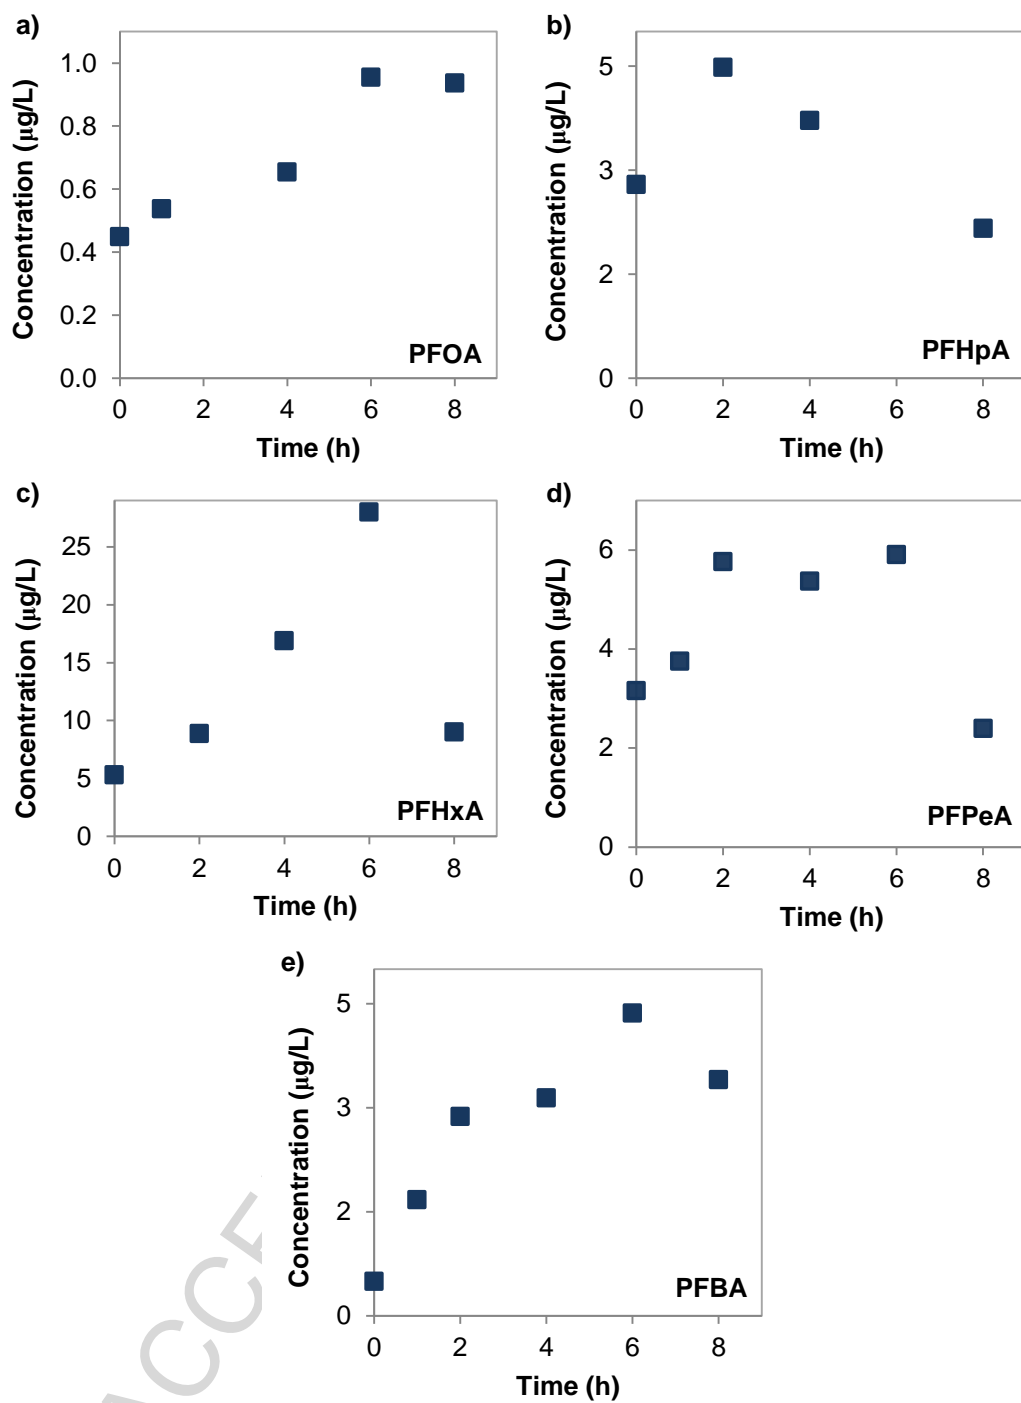 a)
Concentration (µg/L)
1.0
0.8
0.6
0.4
0.2
0.0
0 2 4 6 8
Time (h)
PFOA
b)
Concentration (µg/L)
5
3
2
0
0 2 4 6 8
Time (h)
PFHpA
c)
Concentration (µg/L)
25
20
15
10
5
0
0 2 4 6 8
Time (h)
PFHxA
d)
Concentration (µg/L)
6
4
2
0
0 2 4 6 8
Time (h)
PFPeA
e)
Concentration (µg/L)
5
3
2
0
0 2 4 6 8
Time (h)
PFBA